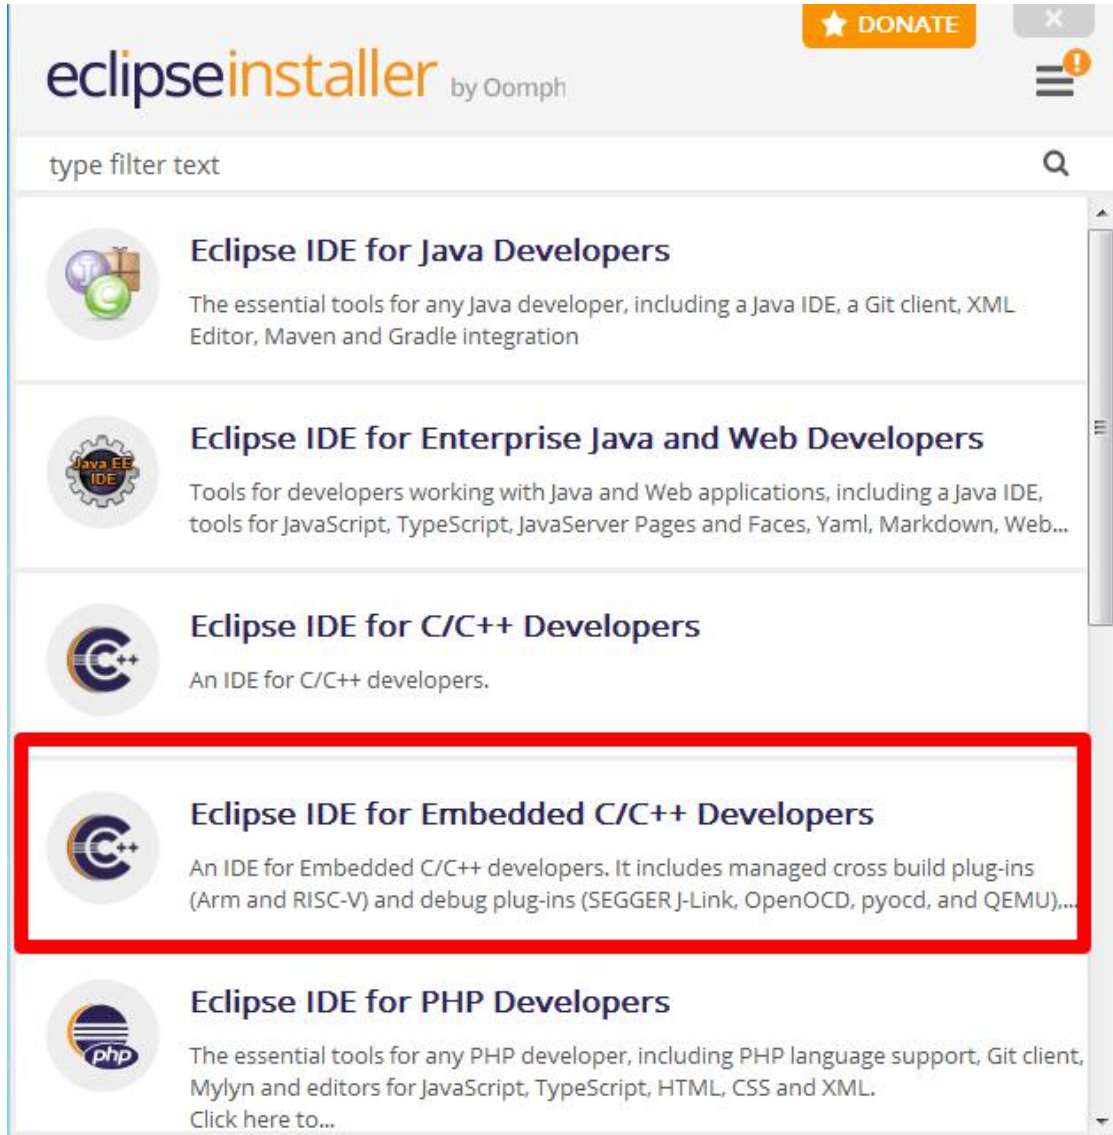 DONATE
eclipseinstaller by Oomph
type filter text
Eclipse IDE for Java Developers
The essential tools for any Java developer, including a Java IDE, a Git client, XML
Editor, Maven and Gradle integration
Java EE
IDE
Eclipse IDE for Enterprise Java and Web Developers
Tools for developers working with Java and Web applications, including a Java IDE,
tools for JavaScript, TypeScript, JavaServer Pages and Faces, Yaml, Markdown, Web...
C++
Eclipse IDE for C/C++ Developers
An IDE for C/C++ developers.
C++
Eclipse IDE for Embedded C/C++ Developers
An IDE for Embedded C/C++ developers. It includes managed cross build plug-ins
(Arm and RISC-V) and debug plug-ins (SEGGER J-Link, OpenOCD, pyocd, and QEMU),...
php
Eclipse IDE for PHP Developers
The essential tools for any PHP developer, including PHP language support, Git client,
Mylyn and editors for JavaScript, TypeScript, HTML, CSS and XML.
Click here to...